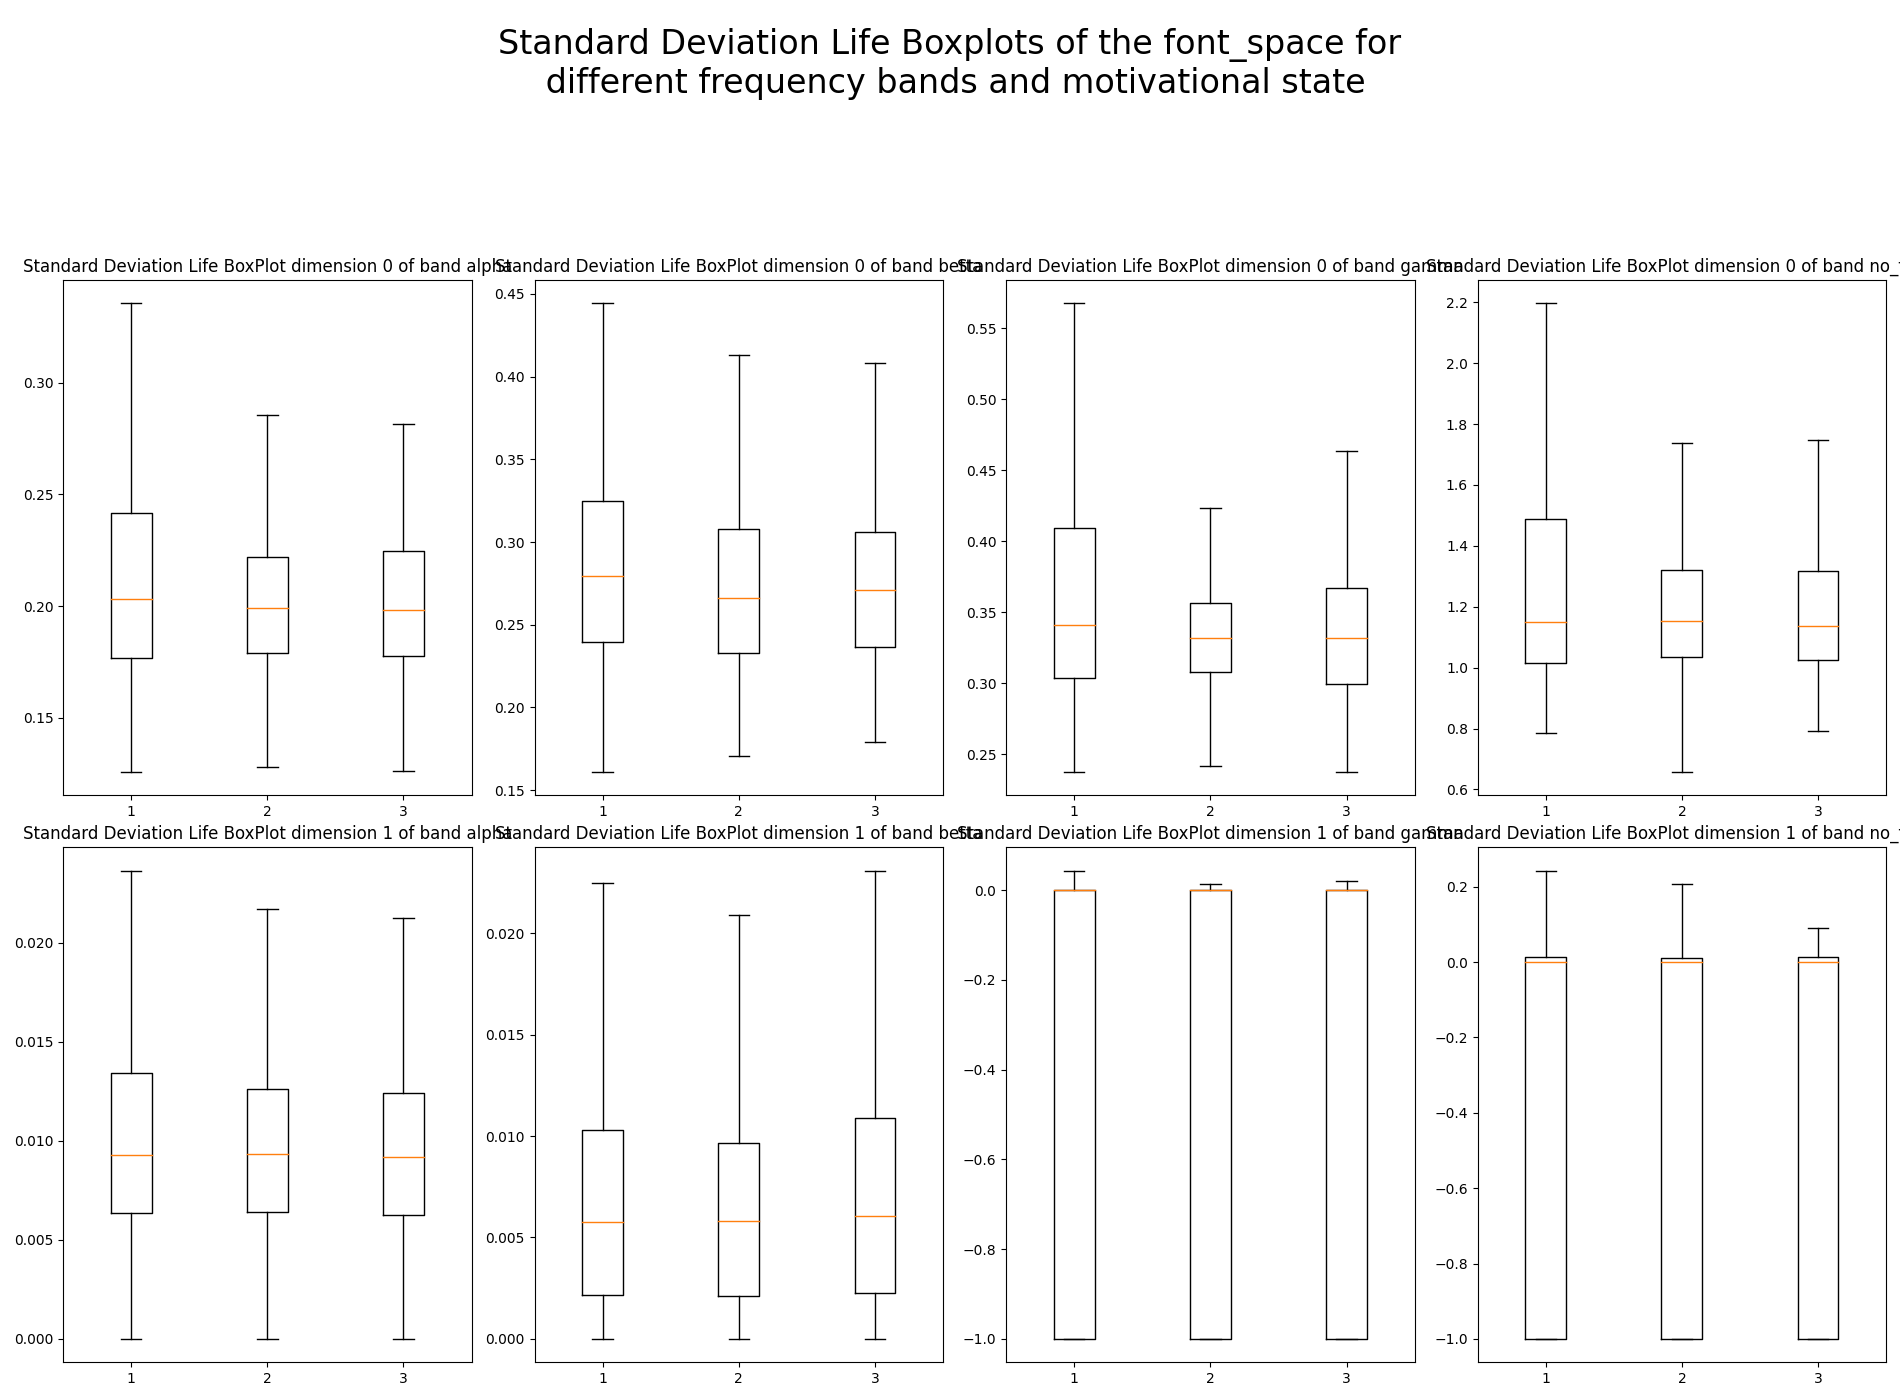 Standard Deviation Life Boxplots of the font_space for
different frequency bands and motivational state
Standard Deviation Life BoxPlot dimension 0 of band alpha
Standard Deviation Life BoxPlot dimension 0 of band beta
Standard Deviation Life BoxPlot dimension 0 of band gamma
Standard Deviation Life BoxPlot dimension 0 of band no_
0.30
0.25
0.20
0.15
1 2 3
0.45
0.40
0.35
0.30
0.25
0.20
0.15
1 2 3
0.55
0.50
0.45
0.40
0.35
0.30
0.25
1 2 3
2.2
2.0
1.8
1.6
1.4
1.2
1.0
0.8
0.6
1 2 3
Standard Deviation Life BoxPlot dimension 1 of band alpha
Standard Deviation Life BoxPlot dimension 1 of band beta
Standard Deviation Life BoxPlot dimension 1 of band gamma
Standard Deviation Life BoxPlot dimension 1 of band no_
0.020
0.015
0.010
0.005
0.000
1 2 3
0.020
0.015
0.010
0.005
0.000
1 2 3
0.0
−0.2
−0.4
−0.6
−0.8
−1.0
1 2 3
0.2
0.0
−0.2
−0.4
−0.6
−0.8
−1.0
1 2 3